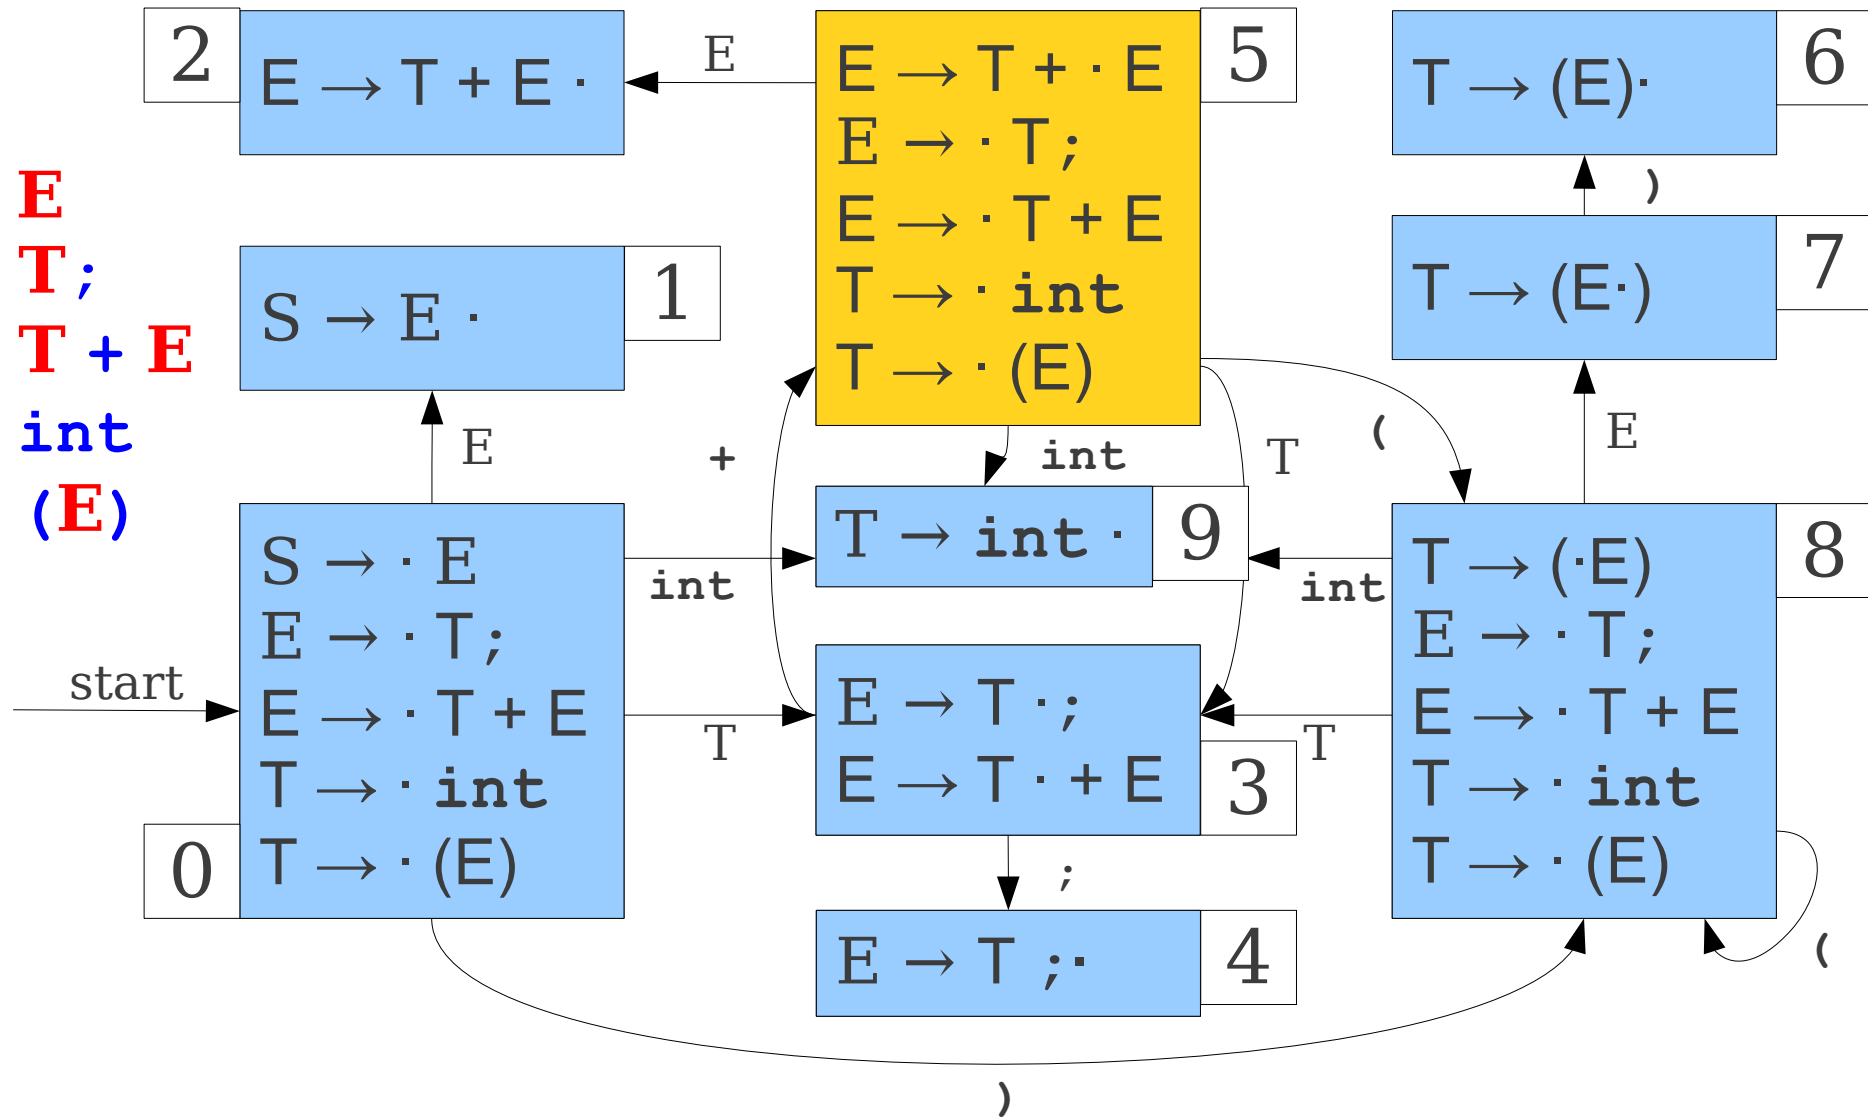 2
E → T + E ·
E
5
E → T + · E
E → · T ;
E → · T + E
T → · int
T → · (E)
6
T → (E)·
)
7
T → (E·)
E
T ;
T + E
int
(E)
1
S → E ·
E
+
int
T
(
E
0
S → · E
E → · T ;
E → · T + E
T → · int
T → · (E)
start
int
T
9
T → int ·
int
T
3
E → T · ;
E → T · + E
;
4
E → T ;·
8
T → (·E)
E → · T ;
E → · T + E
T → · int
T → · (E)
(
)